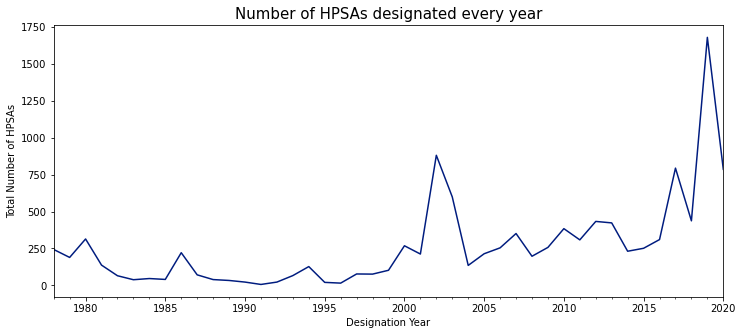 Number of HPSAs designated every year
1750
1500
1250
1000
750
500
250
0
Total Number of HPSAs
1980 1985 1990 1995 2000 2005 2010 2015 2020
Designation Year